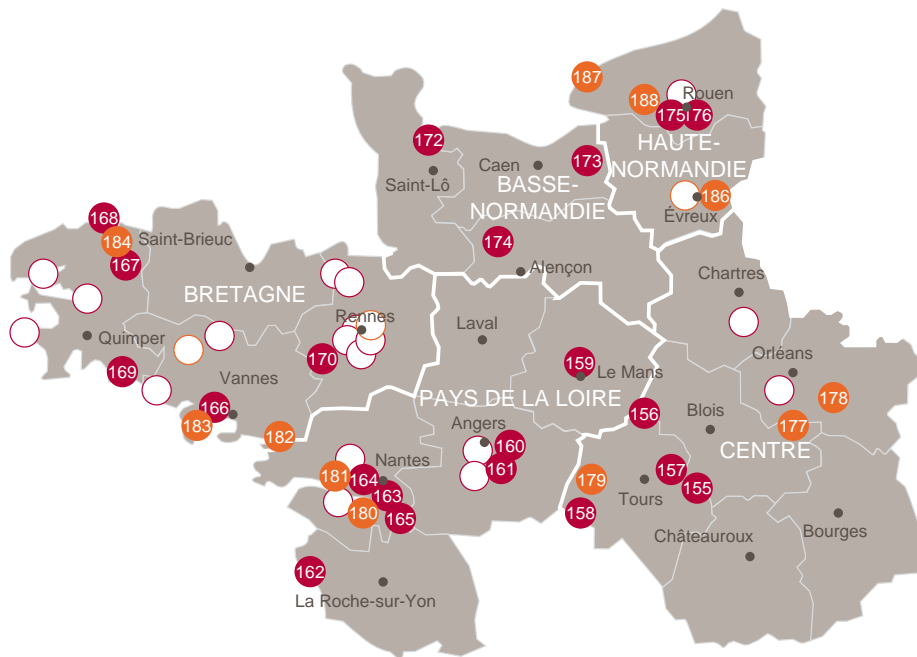 187
188
Rouen
175
176
172
Caen
173
HAUTE-
NORMANDIE
Saint-Lô
BASSE-
NORMANDIE
186
Évreux
168
184
Saint-Brieuc
167
174
Alençon
Chartres
BRETAGNE
Rennes
Laval
Quimper
170
159
Le Mans
Orléans
169
Vannes
PAYS DE LA LOIRE
178
166
156
Blois
183
182
Angers
160
177
CENTRE
Nantes
161
157
181
164
179
Tours
155
163
180
165
158
Châteauroux
Bourges
162
La Roche-sur-Yon